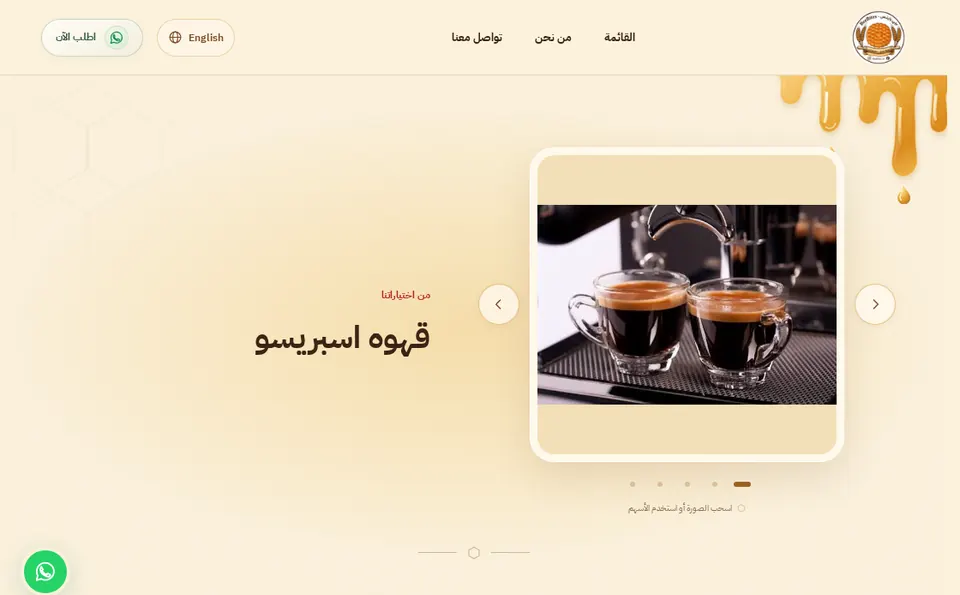 القائمة
من نحن
تواصل معنا
English
اطلب الآن
من اختياراتنا
قهوه اسبريسو
اسحب الصورة أو استخدم الأسهم